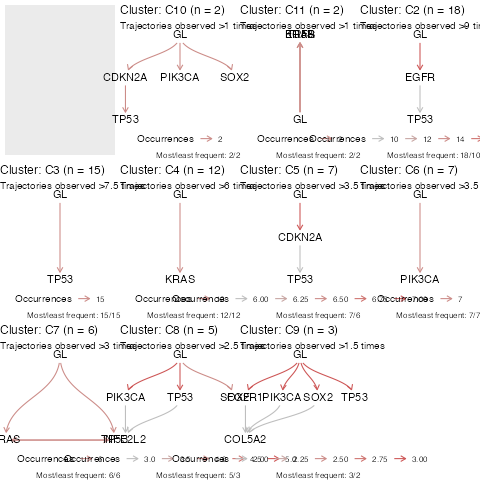 Cluster: C10 (n = 2)
Trajectories observed >1 times
GL
CDKN2A PIK3CA SOX2
TP53
Occurrences 2
Most/least frequent: 2/2
Cluster: C11 (n = 2)
Trajectories observed >1 times
GL
Occurrences
Most/least frequent: 2/2
Cluster: C2 (n = 18)
Trajectories observed >9
GL
EGFR
TP53
Occurrences 10 12 14
Most/least frequent: 18/10
Cluster: C3 (n = 15)
Trajectories observed >7.5 times
GL
TP53
Occurrences 15
Most/least frequent: 15/15
Cluster: C4 (n = 12)
Trajectories observed >6 times
GL
KRAS
Occurrences
Most/least frequent: 12/12
Cluster: C5 (n = 7)
Trajectories observed >3.5 times
GL
CDKN2A
TP53
Occurrences 6.00 6.25 6.50
Most/least frequent: 7/6
Cluster: C6 (n = 7)
Trajectories observed >3.5
GL
PIK3CA
Occurrences 7
Most/least frequent: 7/7
Cluster: C7 (n = 6)
Trajectories observed >3 times
GL
RAS
Occurrences
Most/least frequent: 6/6
Cluster: C8 (n = 5)
Trajectories observed >2.5 times
GL
PIK3CA TP53
Occurrences 3.0
Most/least frequent: 5/3
Cluster: C9 (n = 3)
Trajectories observed >1.5 times
GL
PIK3CA SOX2 TP53
COL5A2
Occurrences 2.25 2.50 2.75 3.00
Most/least frequent: 3/2